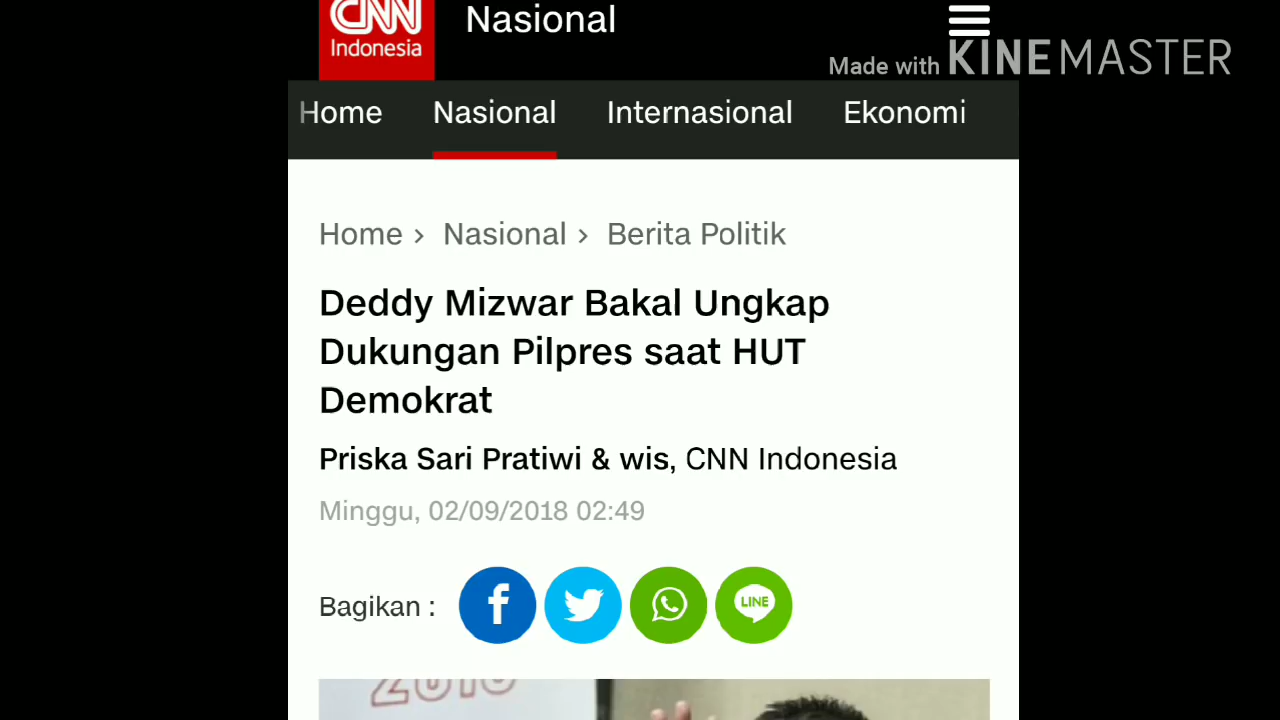 CNN
Indonesia
Nasional
Made with KINEMASTER
Home Nasional Internasional Ekonomi
Home › Nasional › Berita Politik
Deddy Mizwar Bakal Ungkap
Dukungan Pilpres saat HUT
Demokrat
Priska Sari Pratiwi & wis, CNN Indonesia
Minggu, 02/09/2018 02:49
Bagikan :
LINE